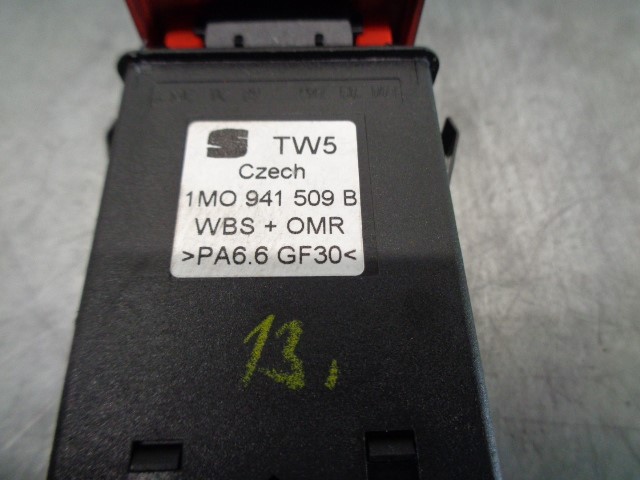 TW5
Czech
1MO 941 509 B
WBS + OMR
>PA6.6 GF30<
13.